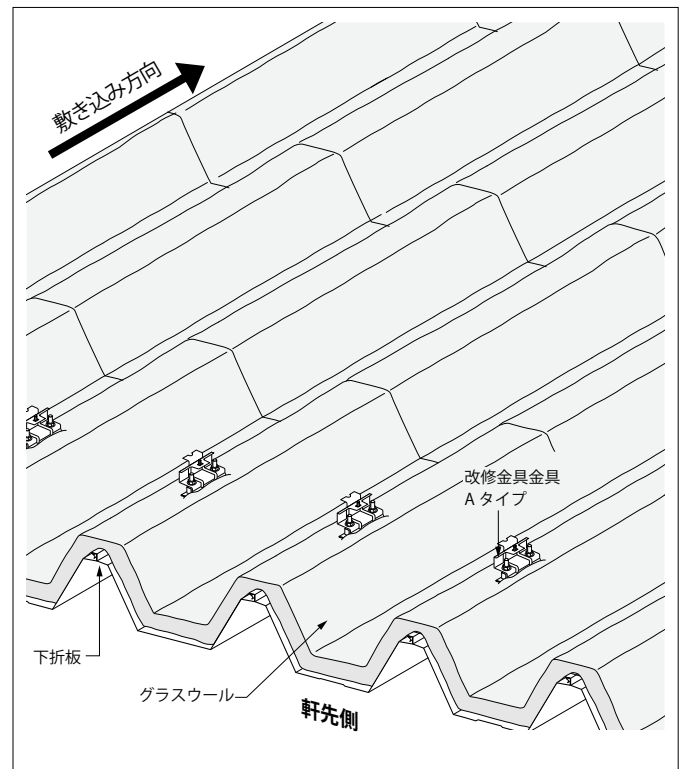 敷き込み方向
改修金具金具
A タイプ
下折板
グラスウール
軒先側